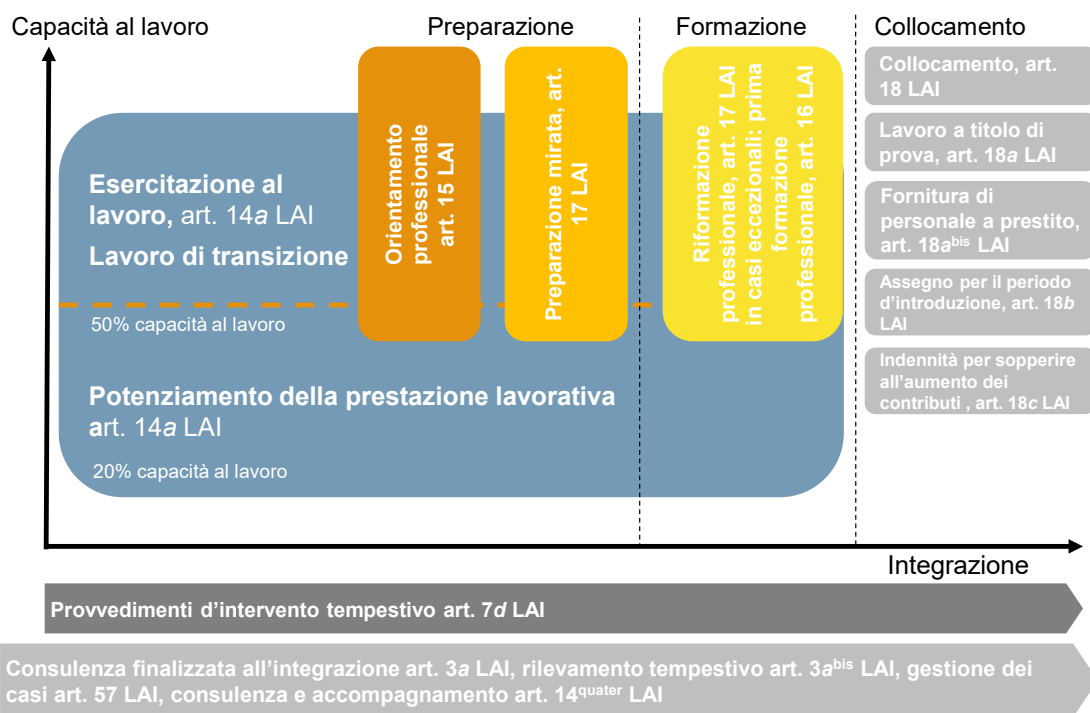 Capacità al lavoro
Preparazione
Formazione
Collocamento
Esercitazione al
lavoro, art. 14a LAI
Lavoro di transizione
50% capacità al lavoro
Potenziamento della prestazione lavorativa
art. 14a LAI
20% capacità al lavoro
Orientamento
professionale
art. 15 LAI
Preparazione mirata, art.
17 LAI
Riformazione
professionale, art. 17 LAI
in casi eccezionali: prima
formazione
professionale, art. 16 LAI
Collocamento, art.
18 LAI
Lavoro a titolo di
prova, art. 18a LAI
Fornitura di
personale a prestito,
art. 18a^bis LAI
Assegno per il periodo
d'introduzione, art. 18b
LAI
Indennità per sopperire
all'aumento dei
contributi , art. 18c LAI
Integrazione
Provvedimenti d'intervento tempestivo art. 7d LAI
Consulenza finalizzata all'integrazione art. 3a LAI, rilevamento tempestivo art. 3a^bis LAI, gestione dei
casi art. 57 LAI, consulenza e accompagnamento art. 14^quater LAI